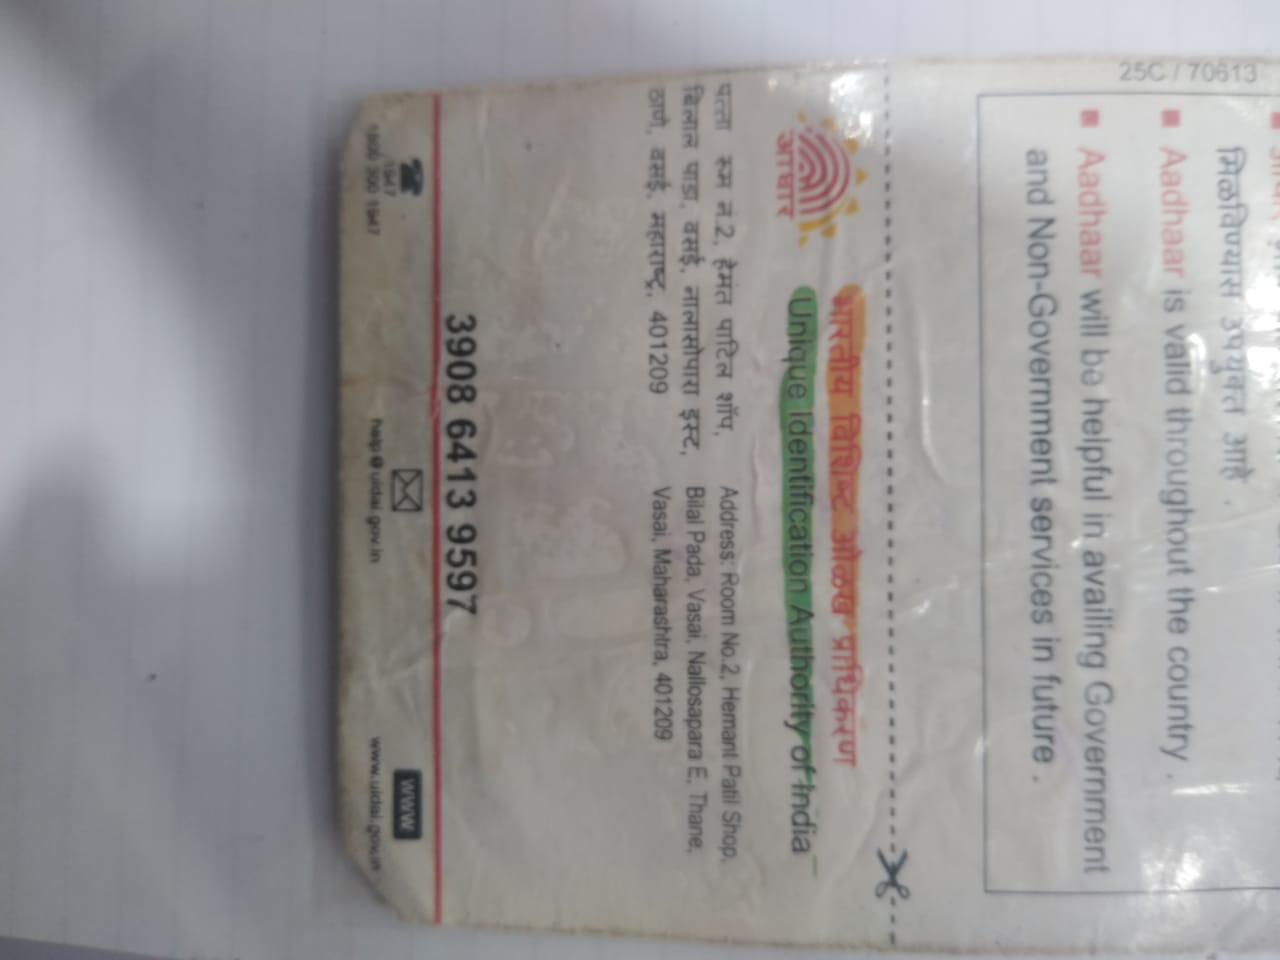 मिळविण्यास उपयुक्त आहे .
Aadhaar is valid throughout the country .
Aadhaar will be helpful in availing Government
and Non-Government services in future .
25C / 70613
भारतीय विशिष्ट ओळख प्राधिकरण
Unique Identification Authority of India
आधार
पत्ता रूम नं.2, हेमंत पाटिल शॉप,
बिलाल पाडा, वसई, नालासोपारा इस्ट,
ठाणे, वसई, महाराष्ट्र, 401209
Address: Room No.2, Hemant Patil Shop,
Bilal Pada, Vasai, Nallosapara E, Thane,
Vasai, Maharashtra, 401209
3908 6413 9597
1947
1800 300 1947
help@uidai.gov.in
WWW
www.uidai.gov.in